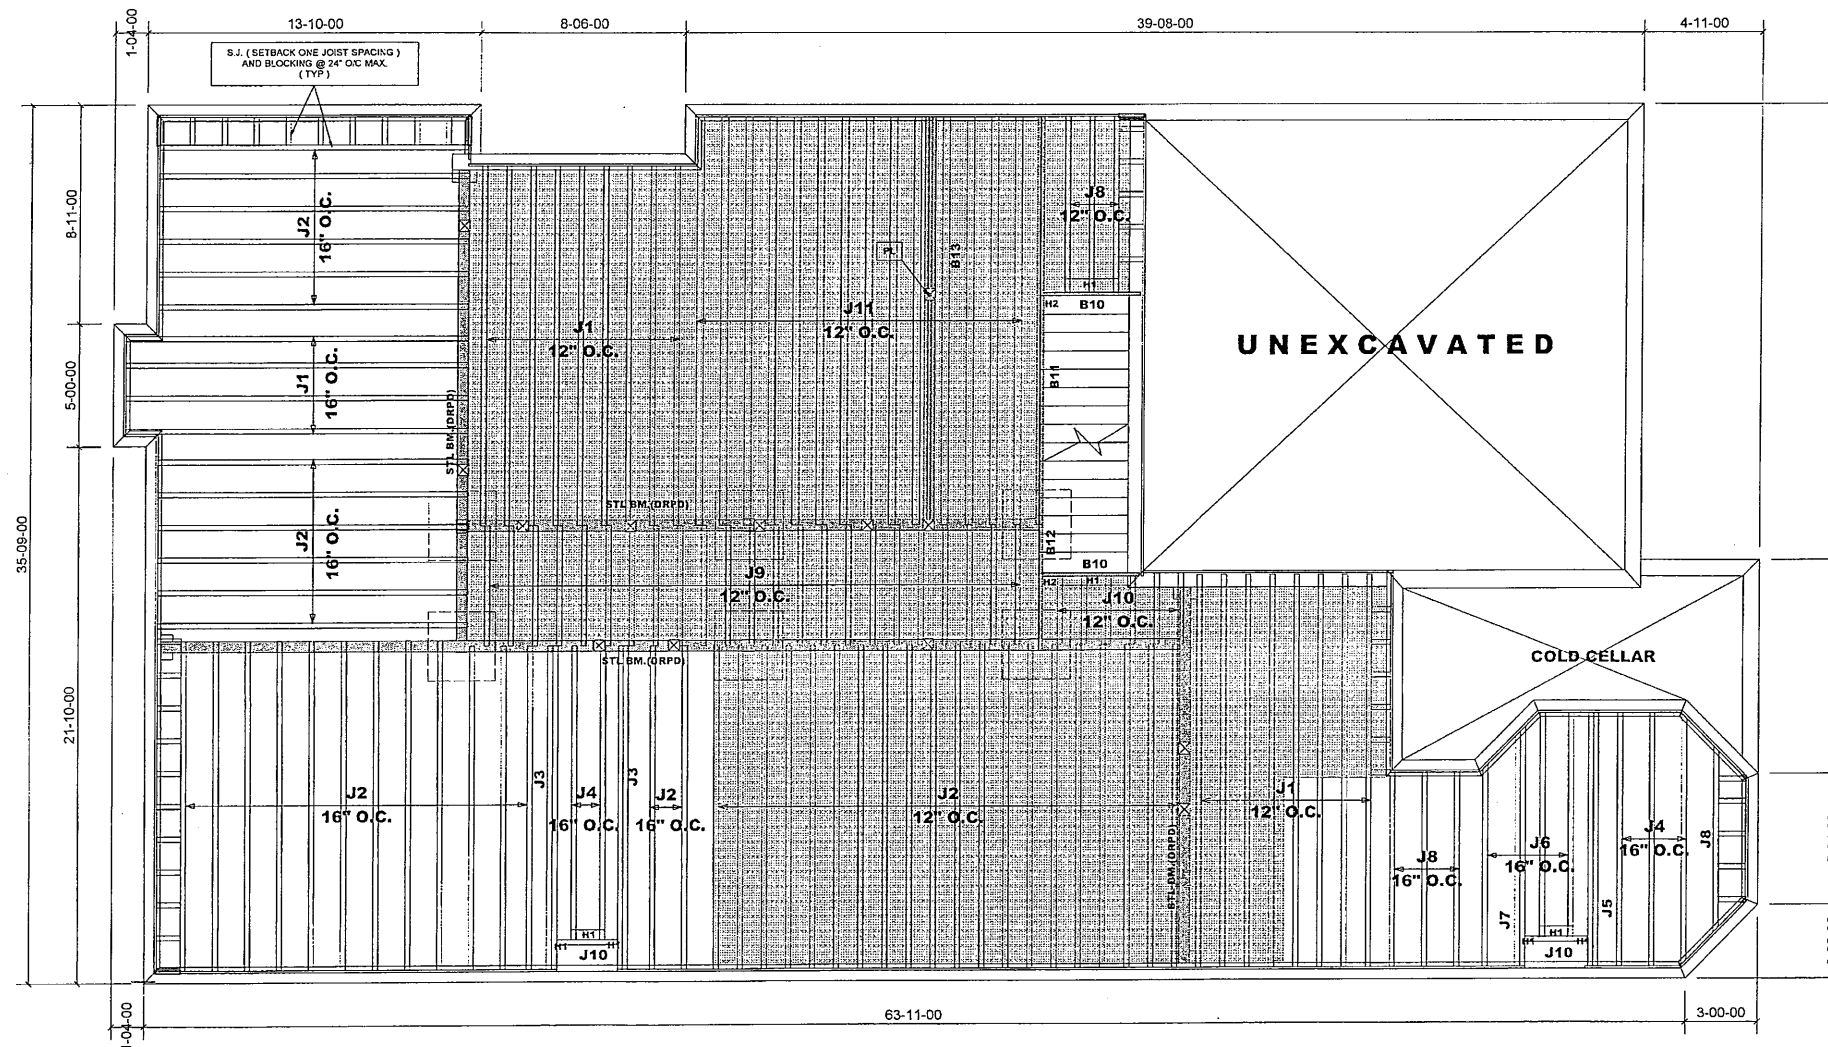 13-10-00
8-06-00
39-08-00
4-11-00
1-04-00
S.J. ( SETBACK ONE JOIST SPACING )
AND BLOCKING @ 24" O/C MAX.
( TYP )
8-11-00
5-00-00
35-09-00
21-10-00
J2
16" O.C.
J1
16" O.C.
J2
16" O.C.
STL BM.(DRPD)
J1
12" O.C.
J11
12" O.C.
PL
B13
J8
12" O.C.
H1
H2
B10
B11
B12
B10
H2
H1
UNEXCAVATED
STL BM.(DRPD)
J9
12" O.C.
J10
12" O.C.
STL BM.(DRPD)
COLD CELLAR
J2
16" O.C.
J3
J4
16" O.C.
J3
J2
16" O.C.
H1
H1
H1
J10
J2
12" O.C.
STL BM.(DRPD)
J1
12" O.C.
J8
16" O.C.
J6
16" O.C.
J4
16" O.C.
J8
J7
J5
H1
H1
H1
J10
63-11-00
3-00-00